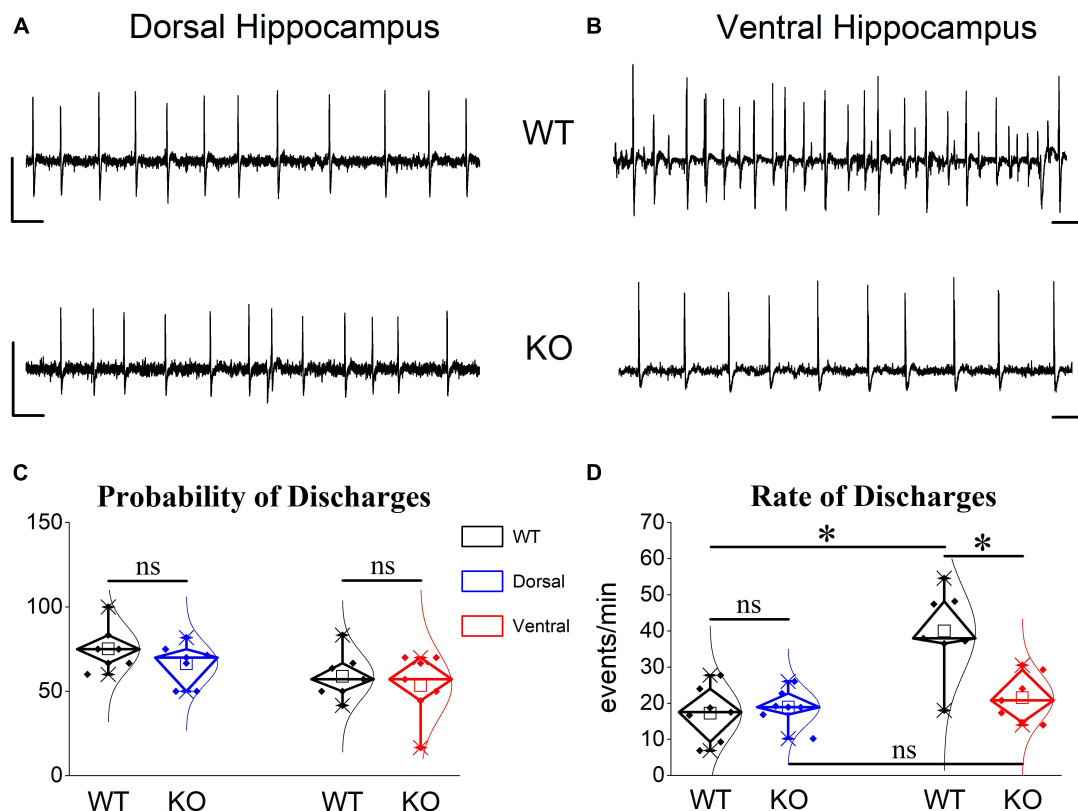 A Dorsal Hippocampus
B Ventral Hippocampus
WT
KO
C
Probability of Discharges
150
100
50
0
ns
ns
WT
Dorsal
Ventral
WT KO WT KO
D
Rate of Discharges
events/min
70
60
50
40
30
20
10
0
*
*
ns
ns
WT KO WT KO